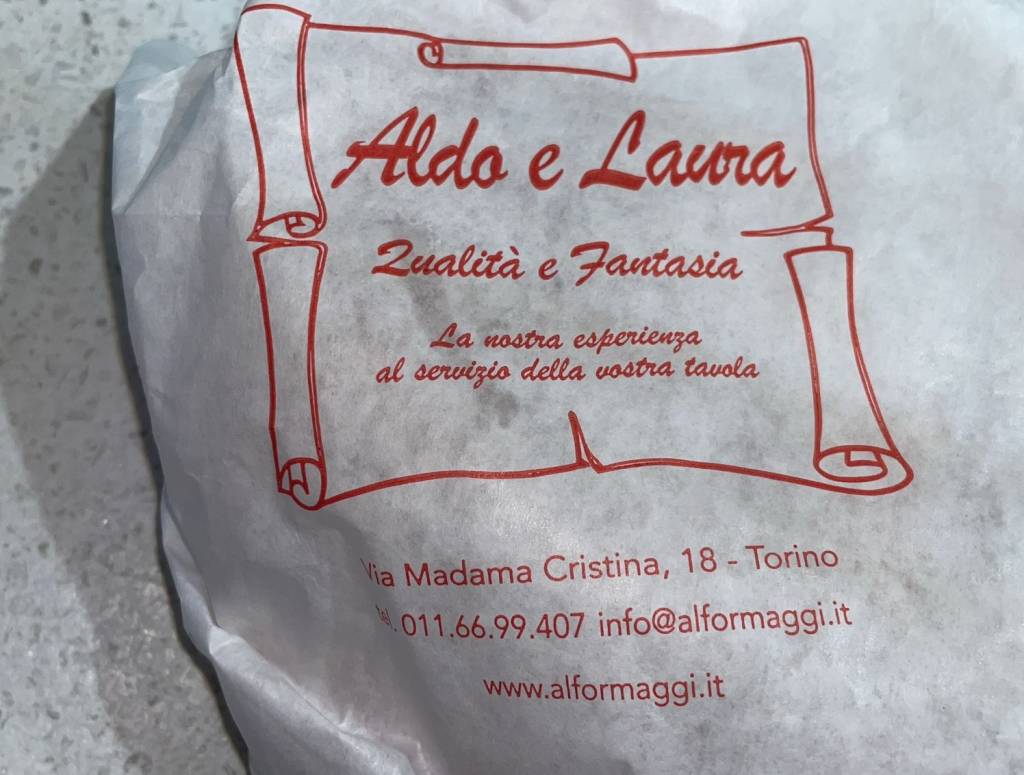 Aldo e Laura
Qualità e Fantasia
La nostra esperienza
al servizio della vostra tavola
Via Madama Cristina, 18 - Torino
tel. 011.66.99.407 info@alformaggi.it
www.alformaggi.it